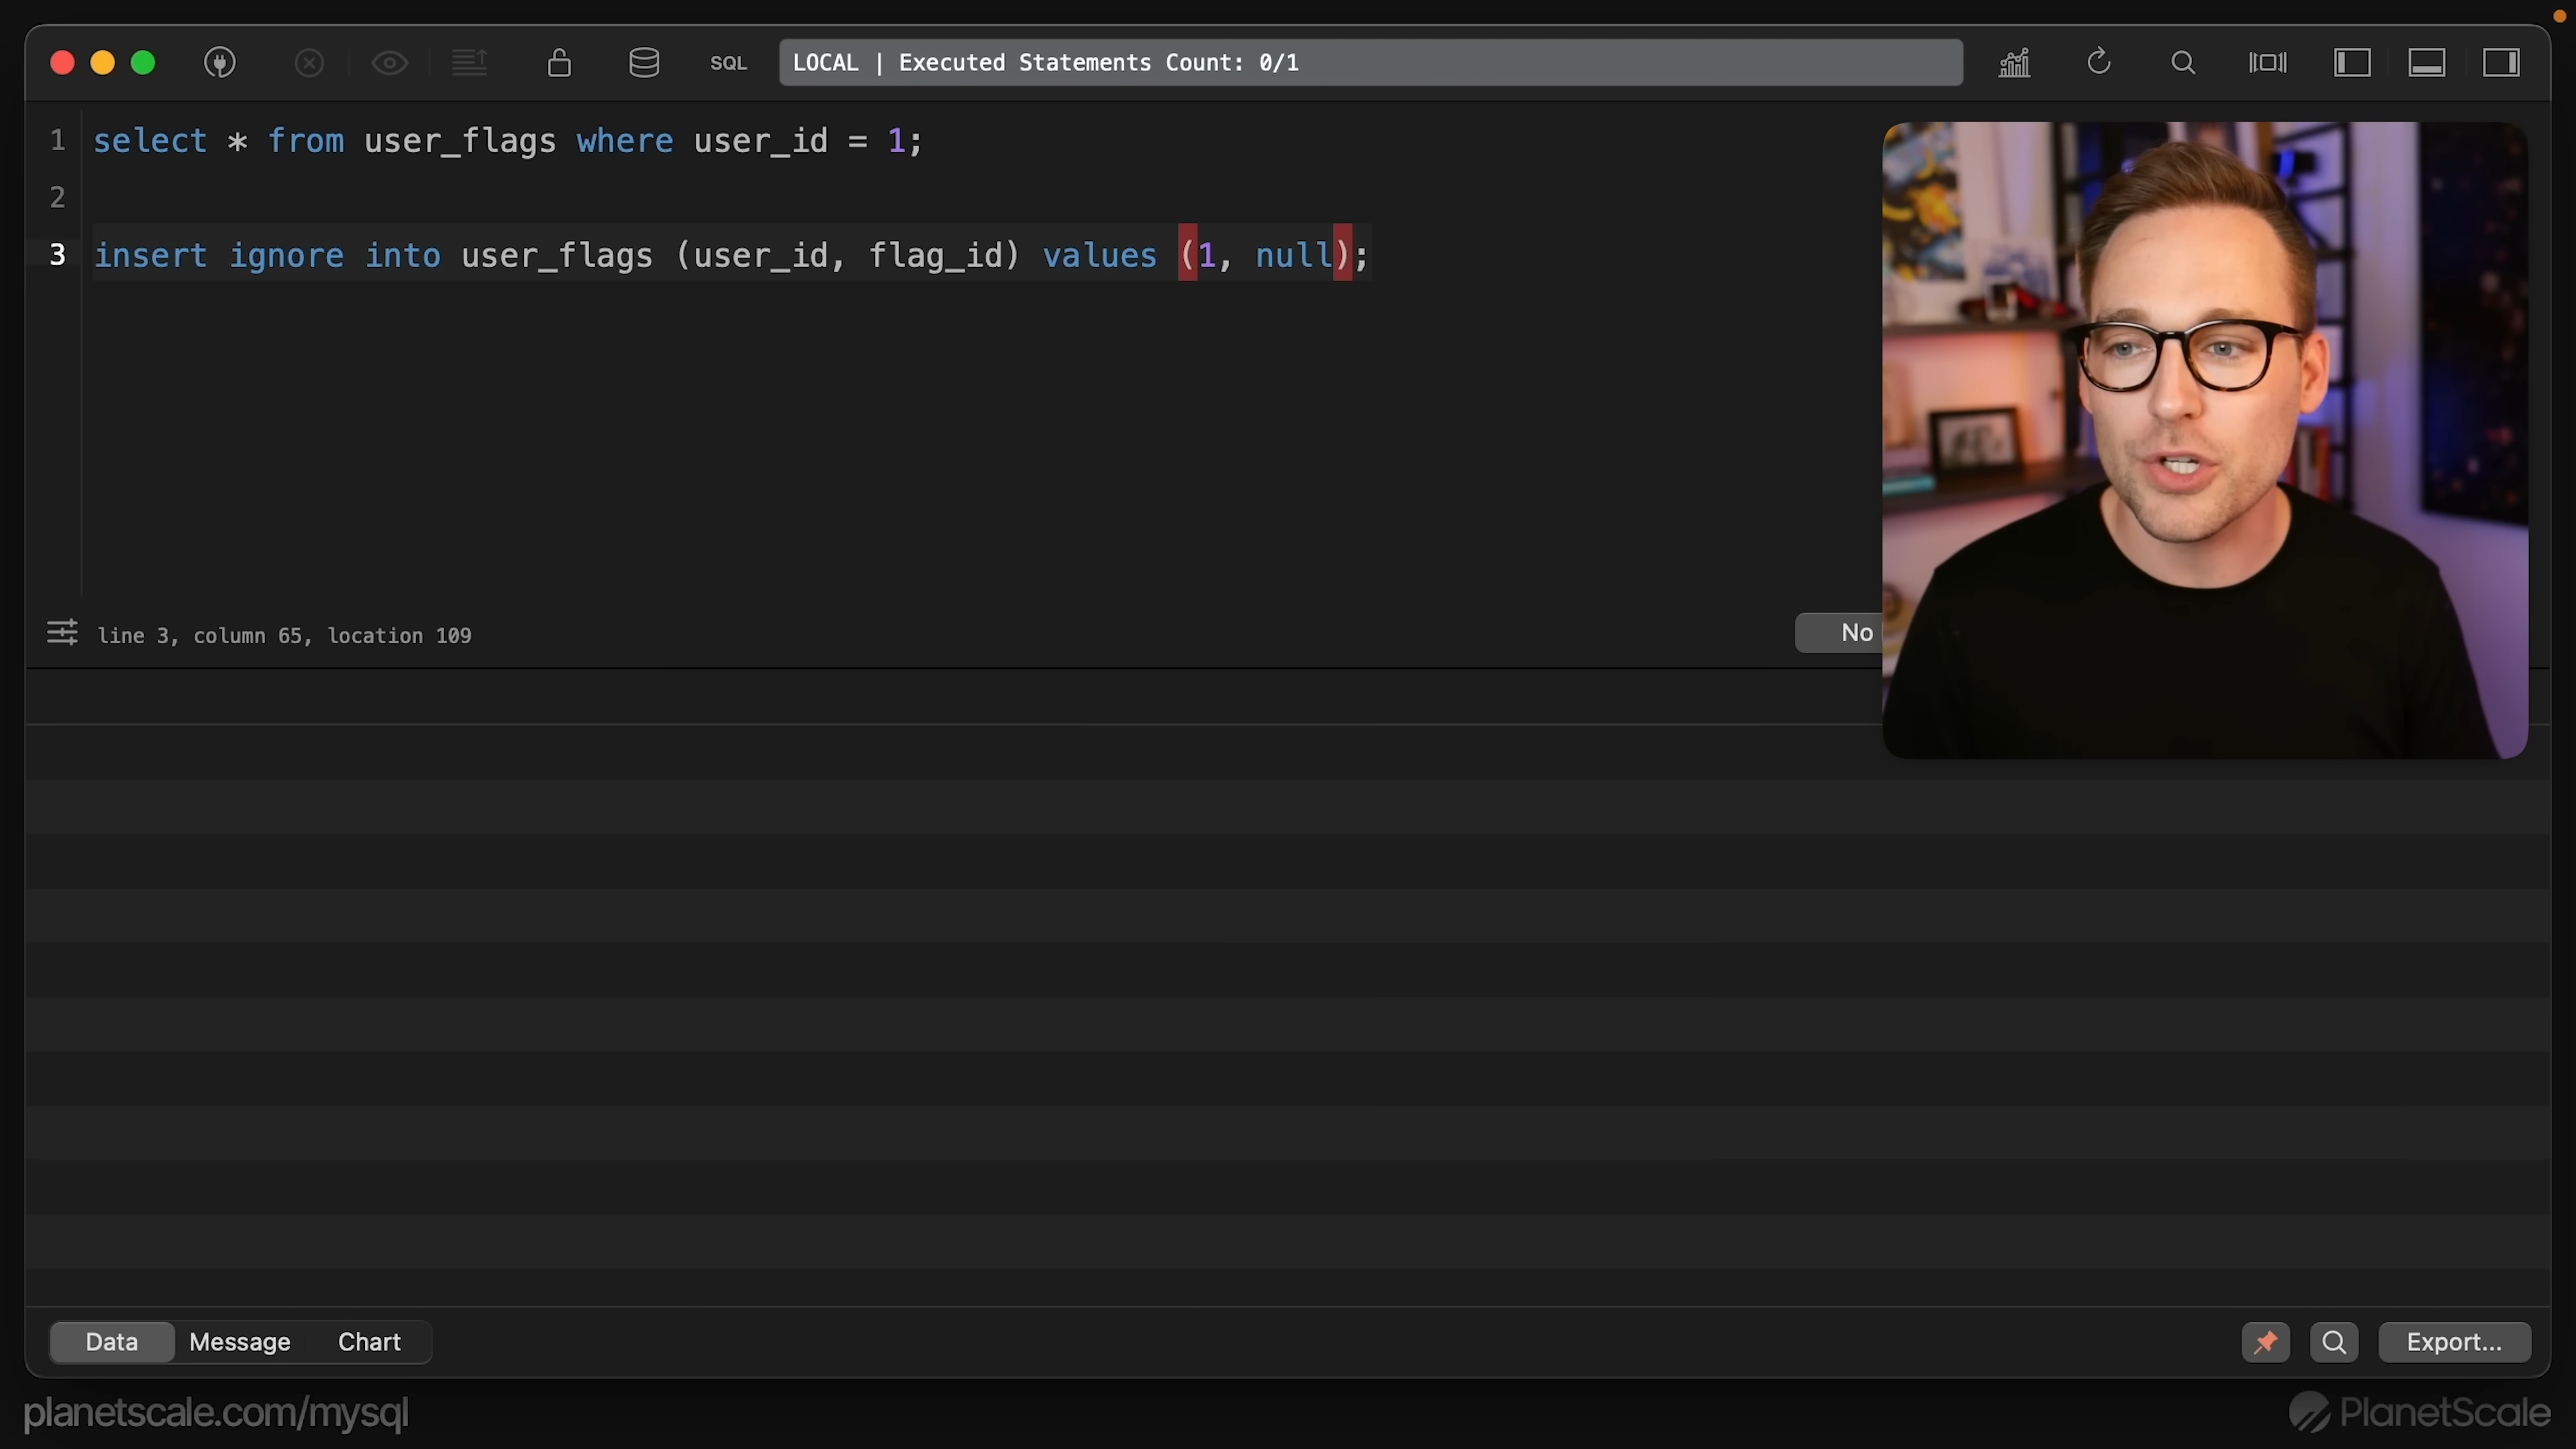 SQL
LOCAL | Executed Statements Count: 0/1
1 select * from user_flags where user_id = 1;
2
3 insert ignore into user_flags (user_id, flag_id) values (1, null);
line 3, column 65, location 109
No
Data Message Chart
Export...
planetscale.com/mysql
PlanetScale